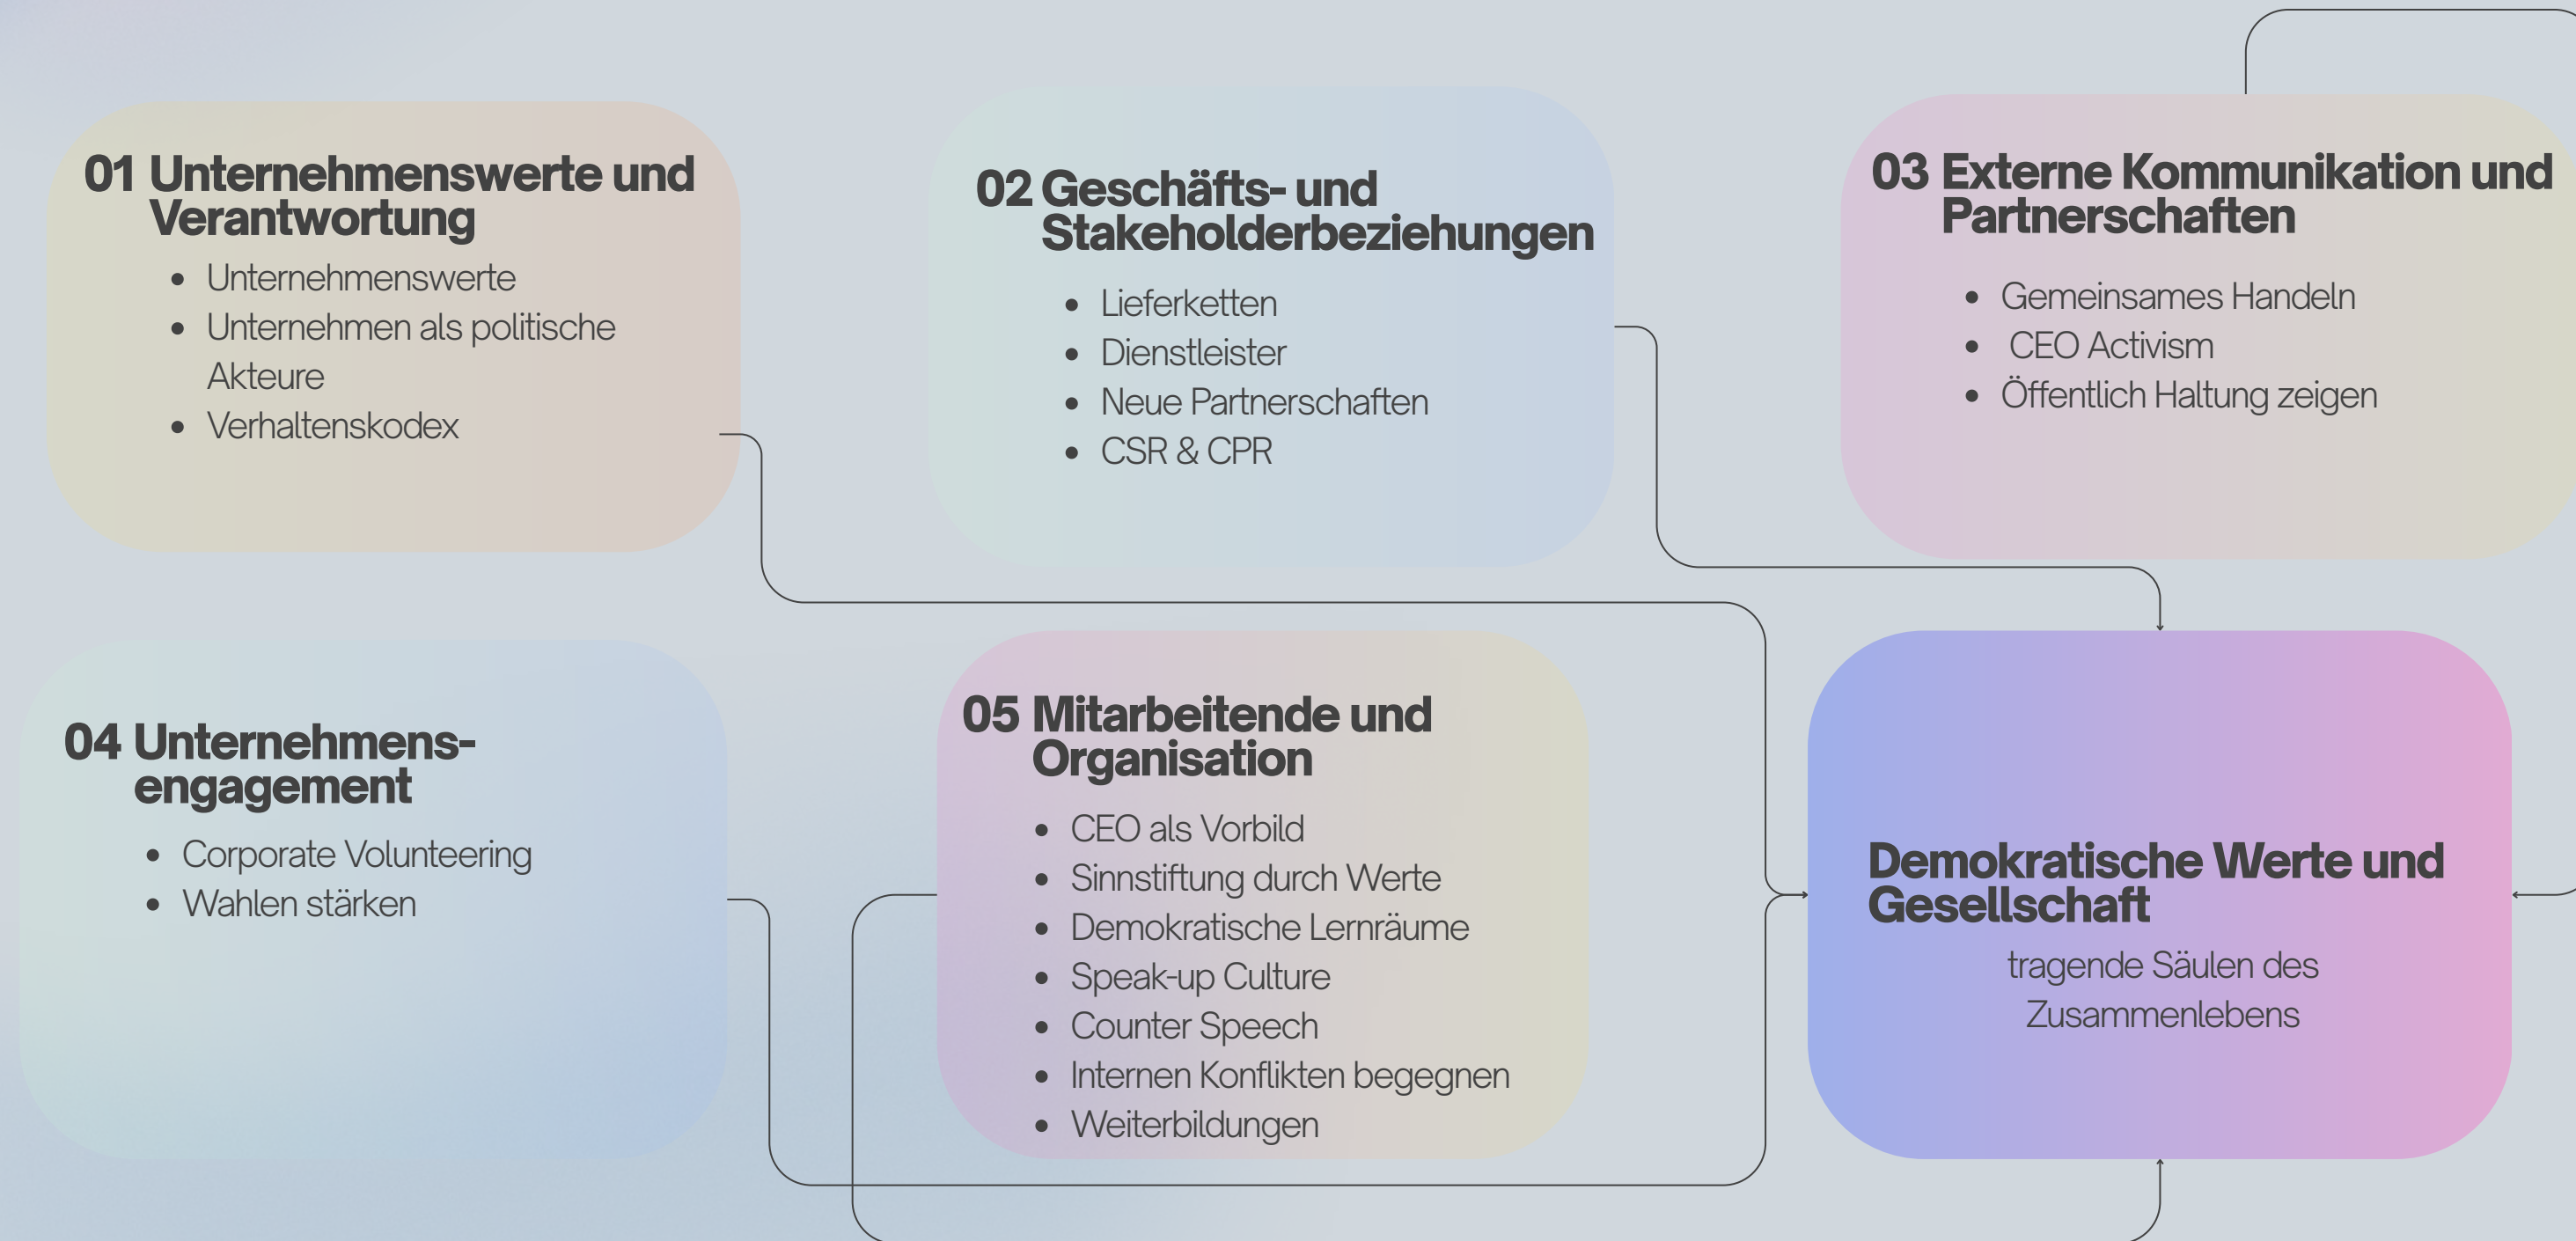 01 Unternehmenswerte und
Verantwortung
• Unternehmenswerte
• Unternehmen als politische
Akteure
• Verhaltenskodex
02 Geschäfts- und
Stakeholderbeziehungen
• Lieferketten
• Dienstleister
• Neue Partnerschaften
• CSR & CPR
03 Externe Kommunikation und
Partnerschaften
• Gemeinsames Handeln
• CEO Activism
• Öffentlich Haltung zeigen
04 Unternehmens-
engagement
• Corporate Volunteering
• Wahlen stärken
05 Mitarbeitende und
Organisation
• CEO als Vorbild
• Sinnstiftung durch Werte
• Demokratische Lernräume
• Speak-up Culture
• Counter Speech
• Internen Konflikten begegnen
• Weiterbildungen
Demokratische Werte und
Gesellschaft
tragende Säulen des
Zusammenlebens